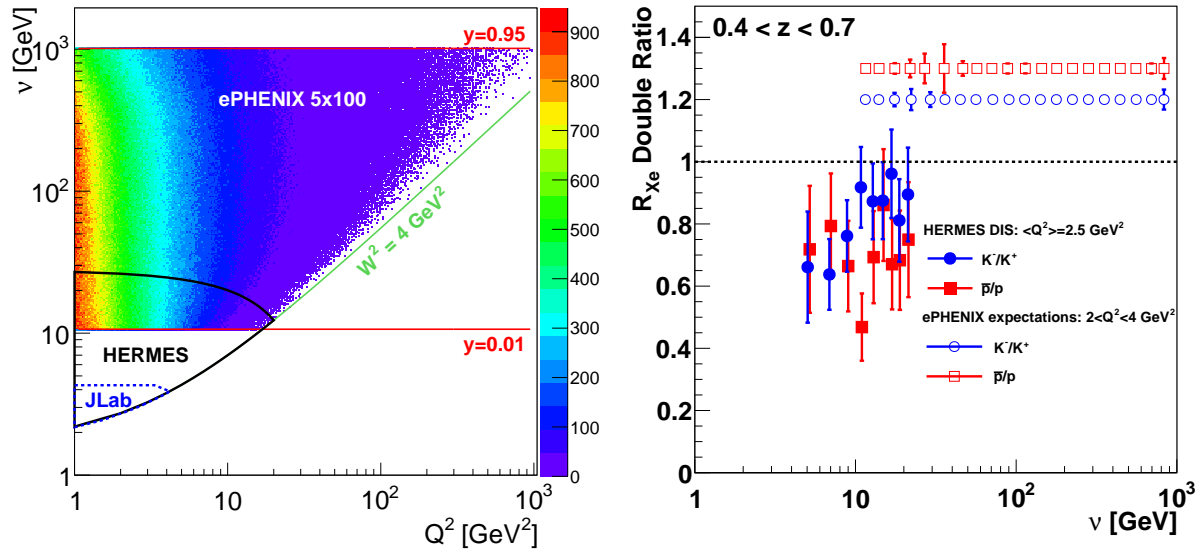 ν [GeV]
10³
10²
10
1
y=0.95
ePHENIX 5x100
W² = 4 GeV²
y=0.01
HERMES
JLab
1
10
10²
10³
Q² [GeV²]
900
800
700
600
500
400
300
200
100
0
R_Xe Double Ratio
1.4
1.2
1
0.8
0.6
0.4
0.2
0
0.4 < z < 0.7
HERMES DIS: <Q²>=2.5 GeV²
K⁻/K⁺
p̅/p
ePHENIX expectations: 2<Q²<4 GeV²
K⁻/K⁺
p̅/p
1
10
10²
10³
ν [GeV]